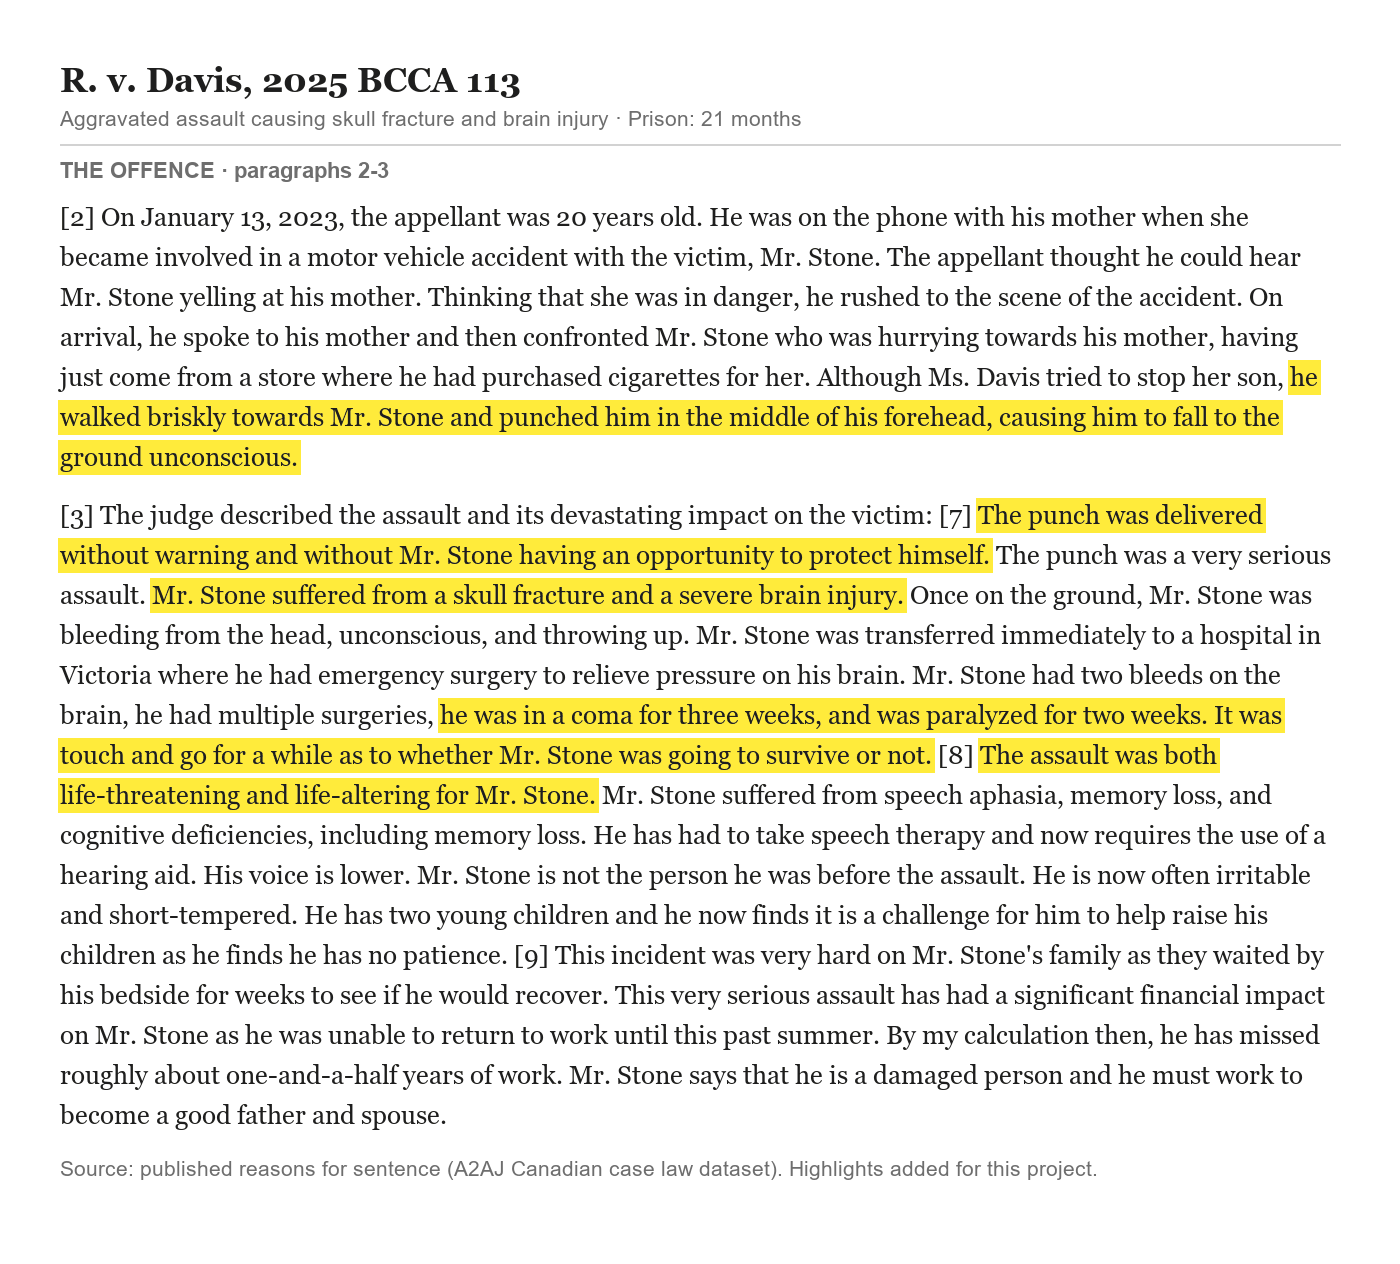 R. v. Davis, 2025 BCCA 113
Aggravated assault causing skull fracture and brain injury · Prison: 21 months
THE OFFENCE · paragraphs 2-3
[2] On January 13, 2023, the appellant was 20 years old. He was on the phone with his mother when she
became involved in a motor vehicle accident with the victim, Mr. Stone. The appellant thought he could hear
Mr. Stone yelling at his mother. Thinking that she was in danger, he rushed to the scene of the accident. On
arrival, he spoke to his mother and then confronted Mr. Stone who was hurrying towards his mother, having
just come from a store where he had purchased cigarettes for her. Although Ms. Davis tried to stop her son, he
walked briskly towards Mr. Stone and punched him in the middle of his forehead, causing him to fall to the
ground unconscious.
[3] The judge described the assault and its devastating impact on the victim: [7] The punch was delivered
without warning and without Mr. Stone having an opportunity to protect himself. The punch was a very serious
assault. Mr. Stone suffered from a skull fracture and a severe brain injury. Once on the ground, Mr. Stone was
bleeding from the head, unconscious, and throwing up. Mr. Stone was transferred immediately to a hospital in
Victoria where he had emergency surgery to relieve pressure on his brain. Mr. Stone had two bleeds on the
brain, he had multiple surgeries, he was in a coma for three weeks, and was paralyzed for two weeks. It was
touch and go for a while as to whether Mr. Stone was going to survive or not. [8] The assault was both
life-threatening and life-altering for Mr. Stone. Mr. Stone suffered from speech aphasia, memory loss, and
cognitive deficiencies, including memory loss. He has had to take speech therapy and now requires the use of a
hearing aid. His voice is lower. Mr. Stone is not the person he was before the assault. He is now often irritable
and short-tempered. He has two young children and he now finds it is a challenge for him to help raise his
children as he finds he has no patience. [9] This incident was very hard on Mr. Stone's family as they waited by
his bedside for weeks to see if he would recover. This very serious assault has had a significant financial impact
on Mr. Stone as he was unable to return to work until this past summer. By my calculation then, he has missed
roughly about one-and-a-half years of work. Mr. Stone says that he is a damaged person and he must work to
become a good father and spouse.
Source: published reasons for sentence (A2AJ Canadian case law dataset). Highlights added for this project.